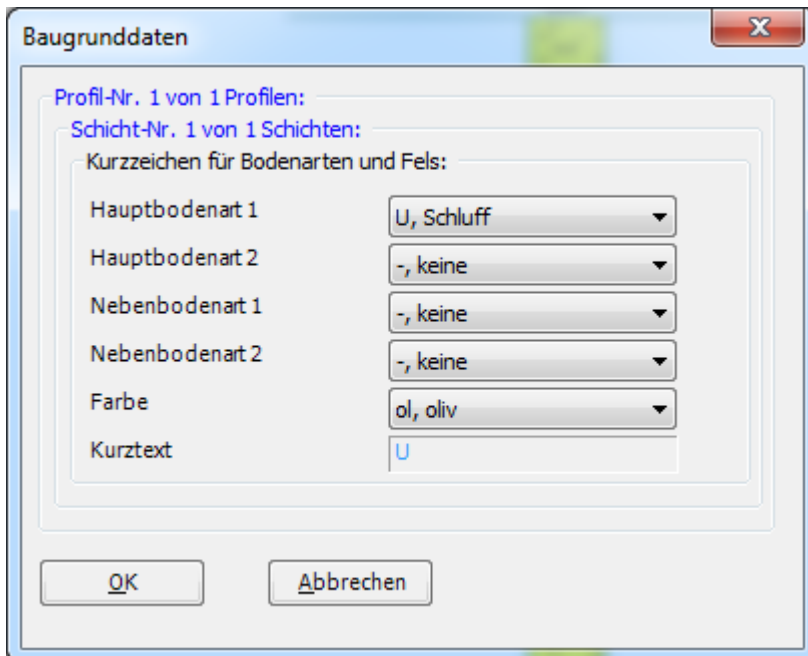 Baugrunddaten
Profil-Nr. 1 von 1 Profilen:
Schicht-Nr. 1 von 1 Schichten:
Kurzzeichen für Bodenarten und Fels:
Hauptbodenart 1 U, Schluff
Hauptbodenart 2 -, keine
Nebenbodenart 1 -, keine
Nebenbodenart 2 -, keine
Farbe ol, oliv
Kurztext U
OK Abbrechen